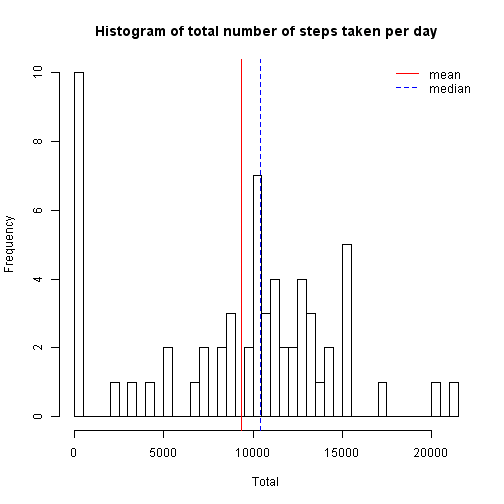 Histogram of total number of steps taken per day
mean
median
Frequency
10
8
6
4
2
0
0 5000 10000 15000 20000
Total